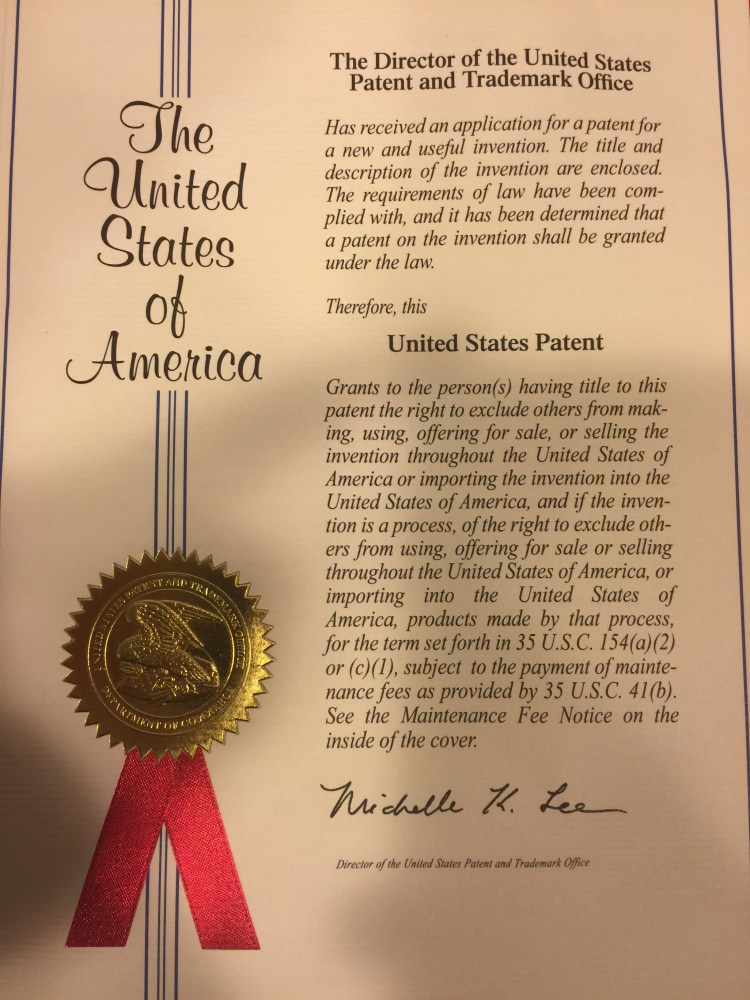 The
United
States
of
America
The Director of the United States
Patent and Trademark Office
Has received an application for a patent for
a new and useful invention. The title and
description of the invention are enclosed.
The requirements of law have been com-
plied with, and it has been determined that
a patent on the invention shall be granted
under the law.
Therefore, this
United States Patent
Grants to the person(s) having title to this
patent the right to exclude others from mak-
ing, using, offering for sale, or selling the
invention throughout the United States of
America or importing the invention into the
United States of America, and if the inven-
tion is a process, of the right to exclude oth-
ers from using, offering for sale or selling
throughout the United States of America, or
importing into the United States of
America, products made by that process,
for the term set forth in 35 U.S.C. 154(a)(2)
or (c)(1), subject to the payment of mainte-
nance fees as provided by 35 U.S.C. 41(b).
See the Maintenance Fee Notice on the
inside of the cover.
Michelle K. Lee
Director of the United States Patent and Trademark Office
UNITED STATES PATENT AND TRADEMARK OFFICE
DEPARTMENT OF COMMERCE